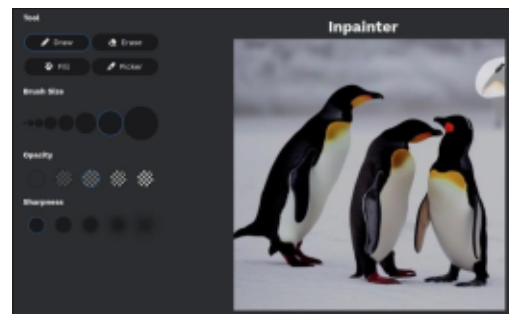 Tool
Draw
Erase
Fill
Picker
Brush Size
Opacity
Sharpness
Inpainter